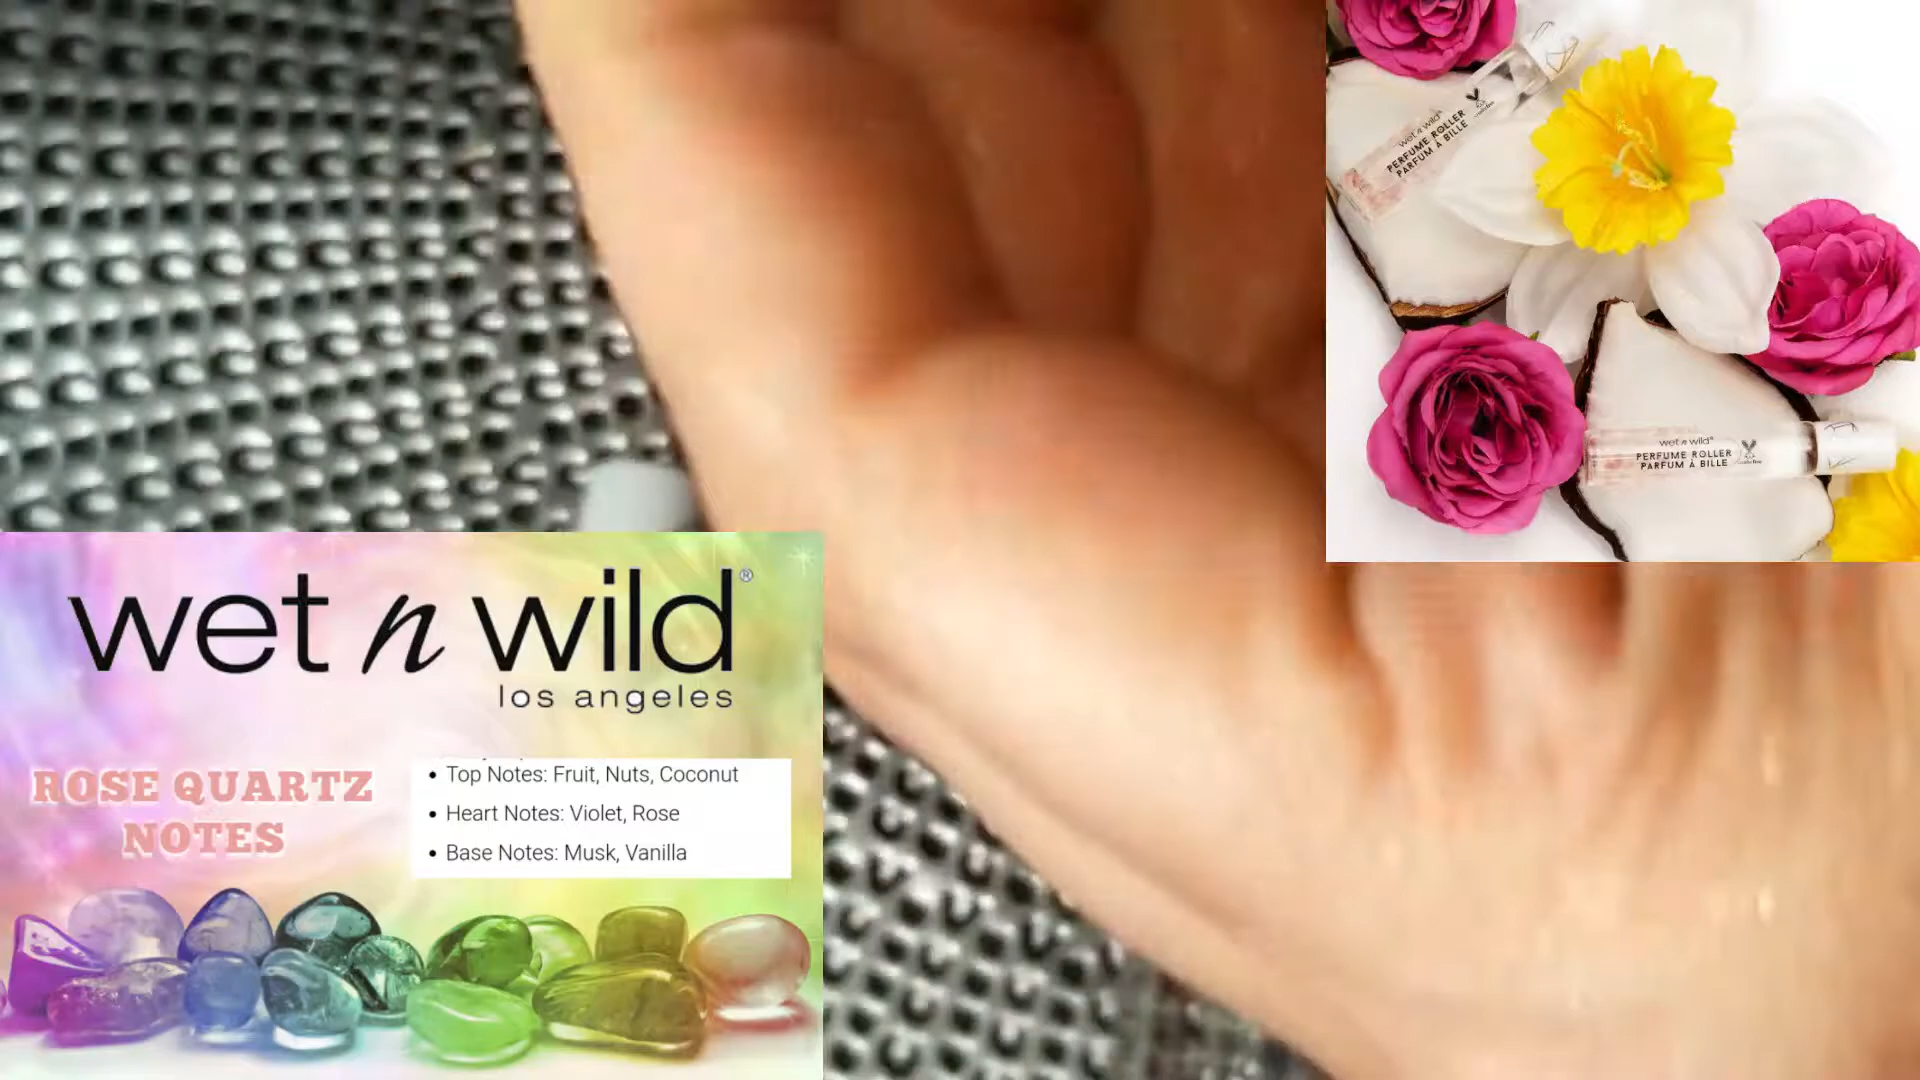 wet n wild®
PERFUME ROLLER
PARFUM À BILLE
wet n wild®
PERFUME ROLLER
PARFUM À BILLE
wet n wild®
los angeles
ROSE QUARTZ
NOTES
• Top Notes: Fruit, Nuts, Coconut
• Heart Notes: Violet, Rose
• Base Notes: Musk, Vanilla